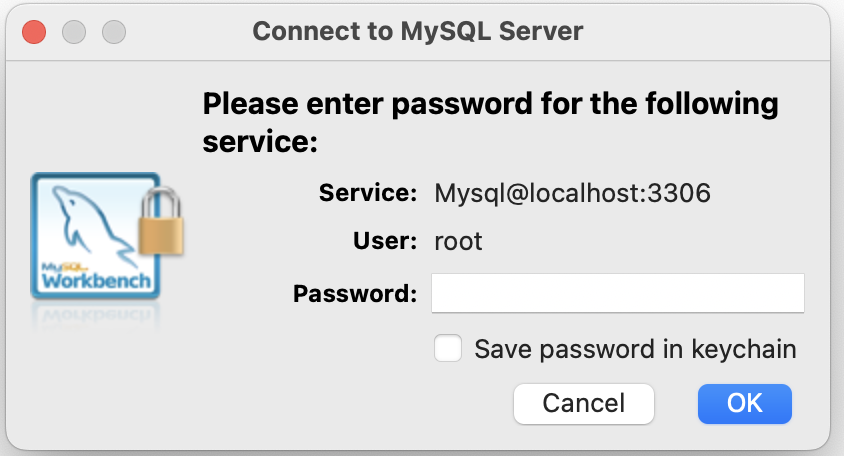 Connect to MySQL Server
Please enter password for the following
service:
Service: Mysql@localhost:3306
User: root
Password:
MySQL
Workbench
Save password in keychain
Cancel OK